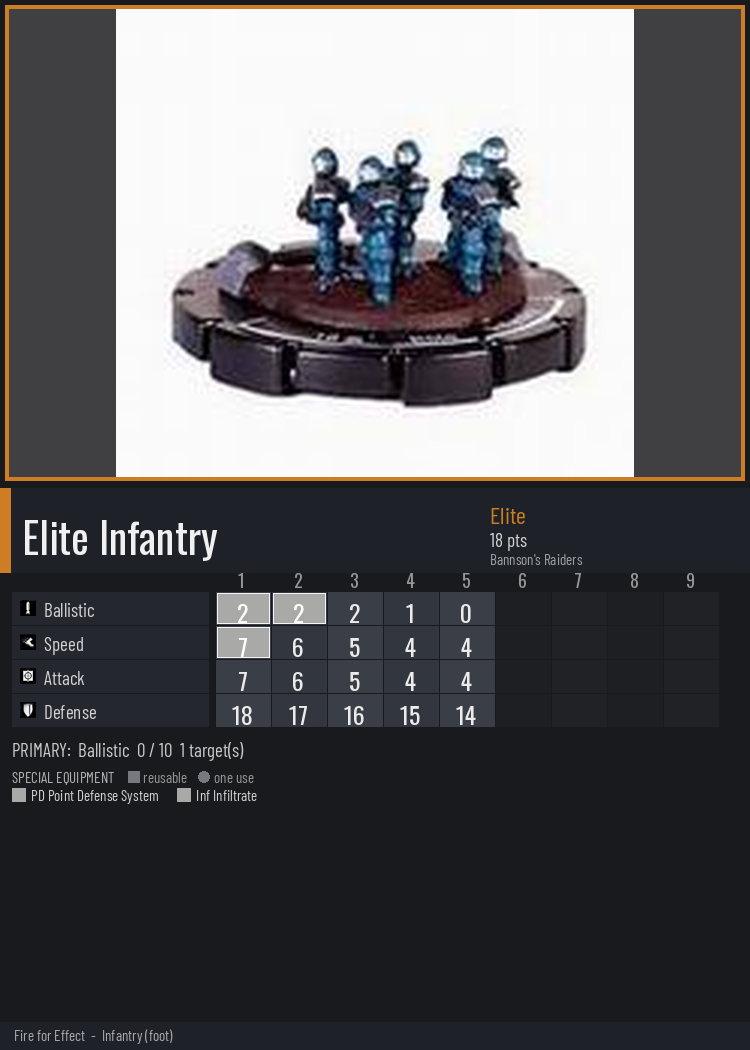 Elite Infantry
Elite
18 pts
Bannson's Raiders
1 2 3 4 5 6 7 8 9
Ballistic 2 2 2 1 0
Speed 7 6 5 4 4
Attack 7 6 5 4 4
Defense 18 17 16 15 14
PRIMARY: Ballistic 0 / 10 1 target(s)
SPECIAL EQUIPMENT reusable one use
PD Point Defense System Inf Infiltrate
Fire for Effect - Infantry (foot)